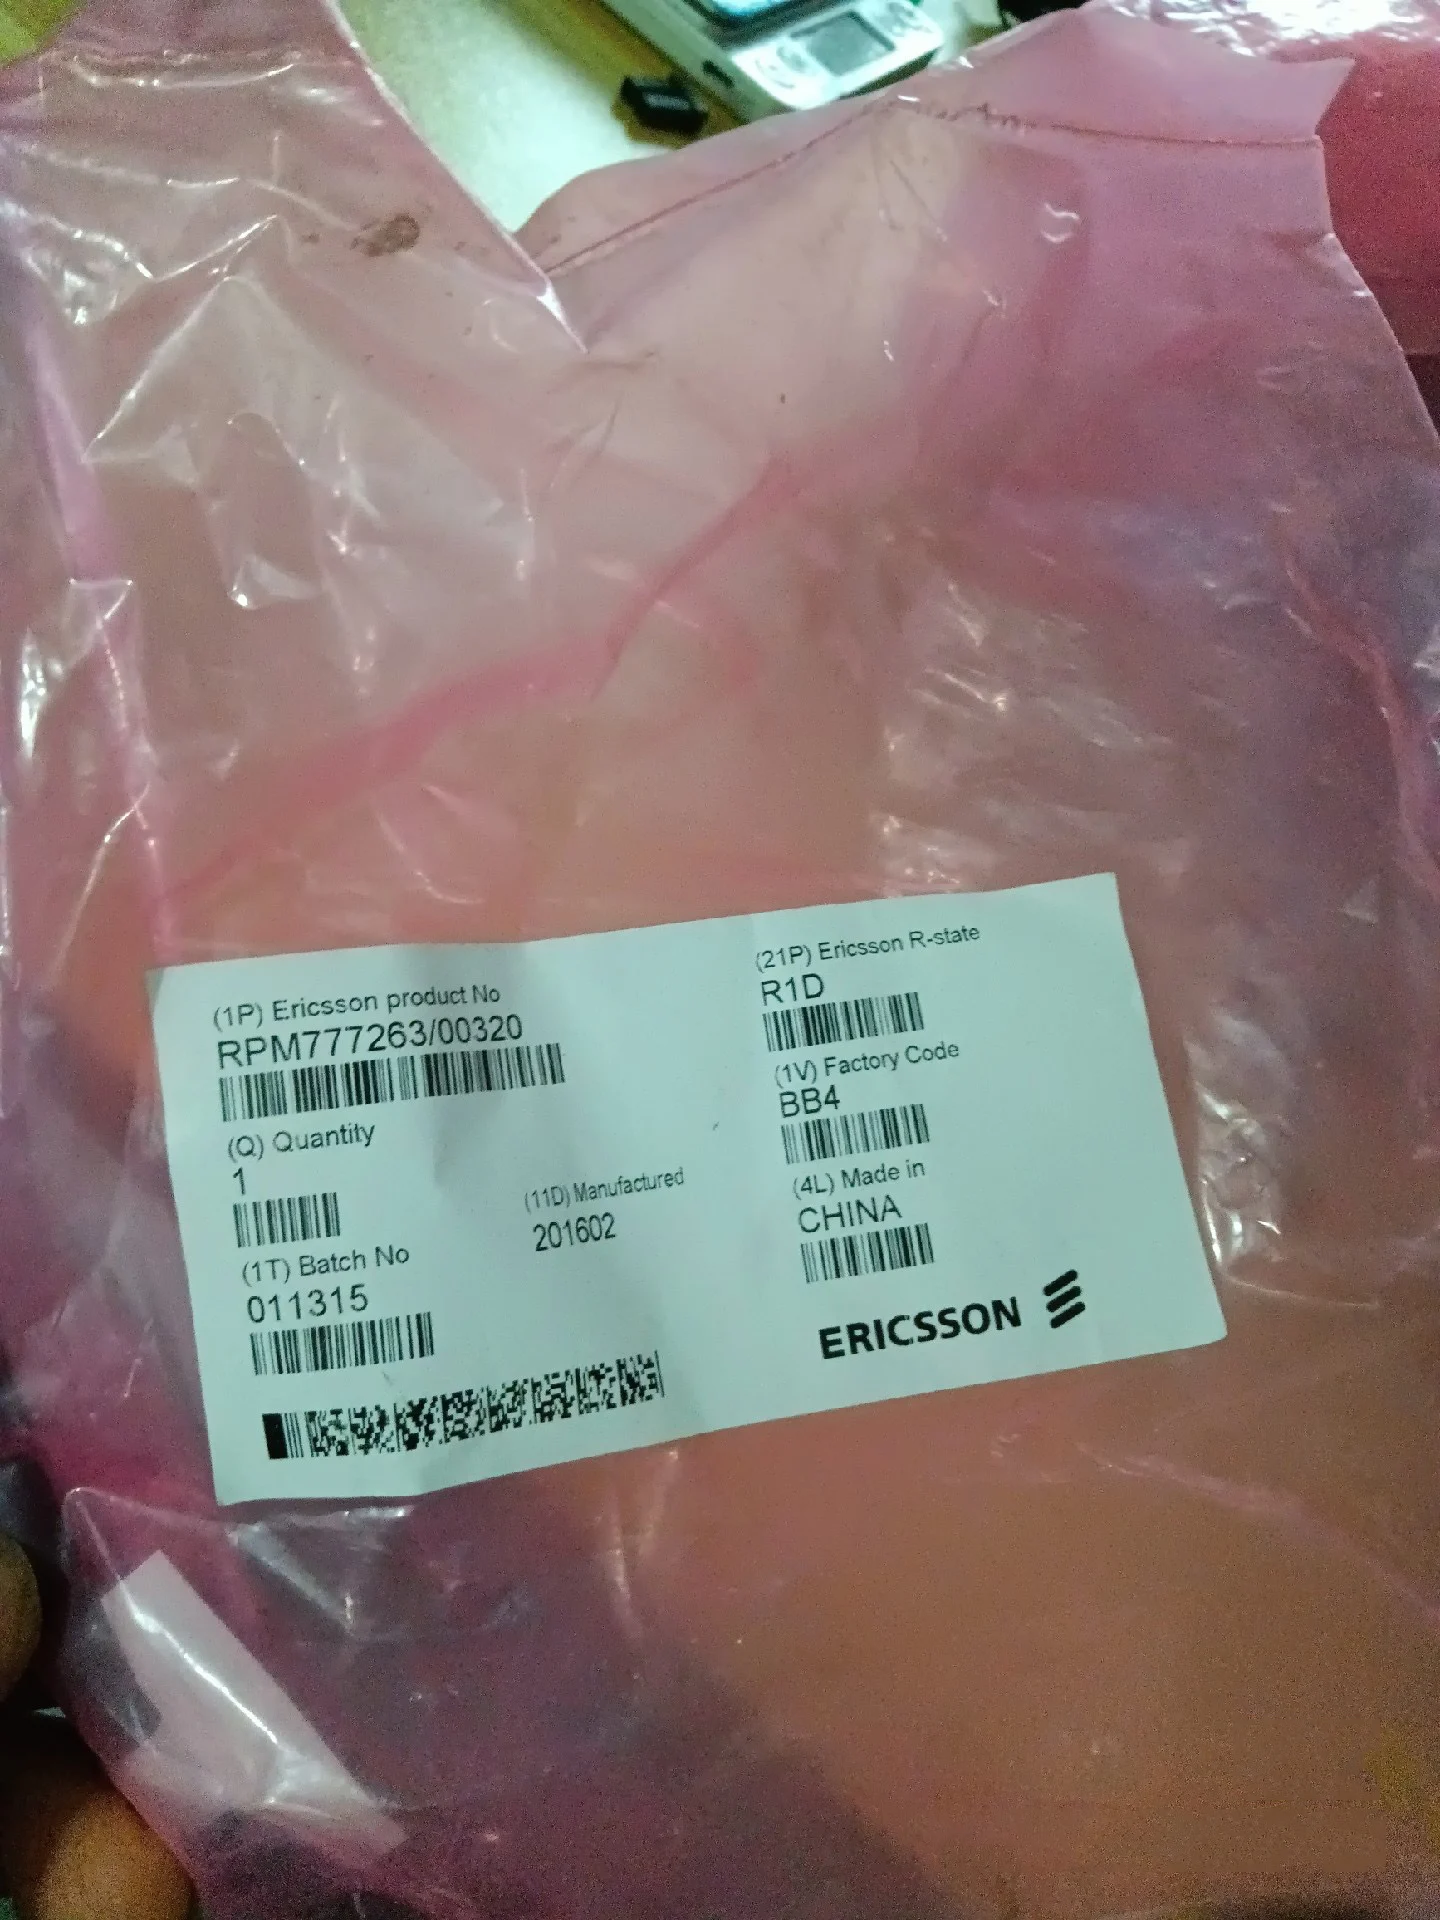 (1P) Ericsson product No
RPM777263/00320
(Q) Quantity
1
(1T) Batch No
011315
(11D) Manufactured
201602
(21P) Ericsson R-state
R1D
(1V) Factory Code
BB4
(4L) Made in
CHINA
ERICSSON